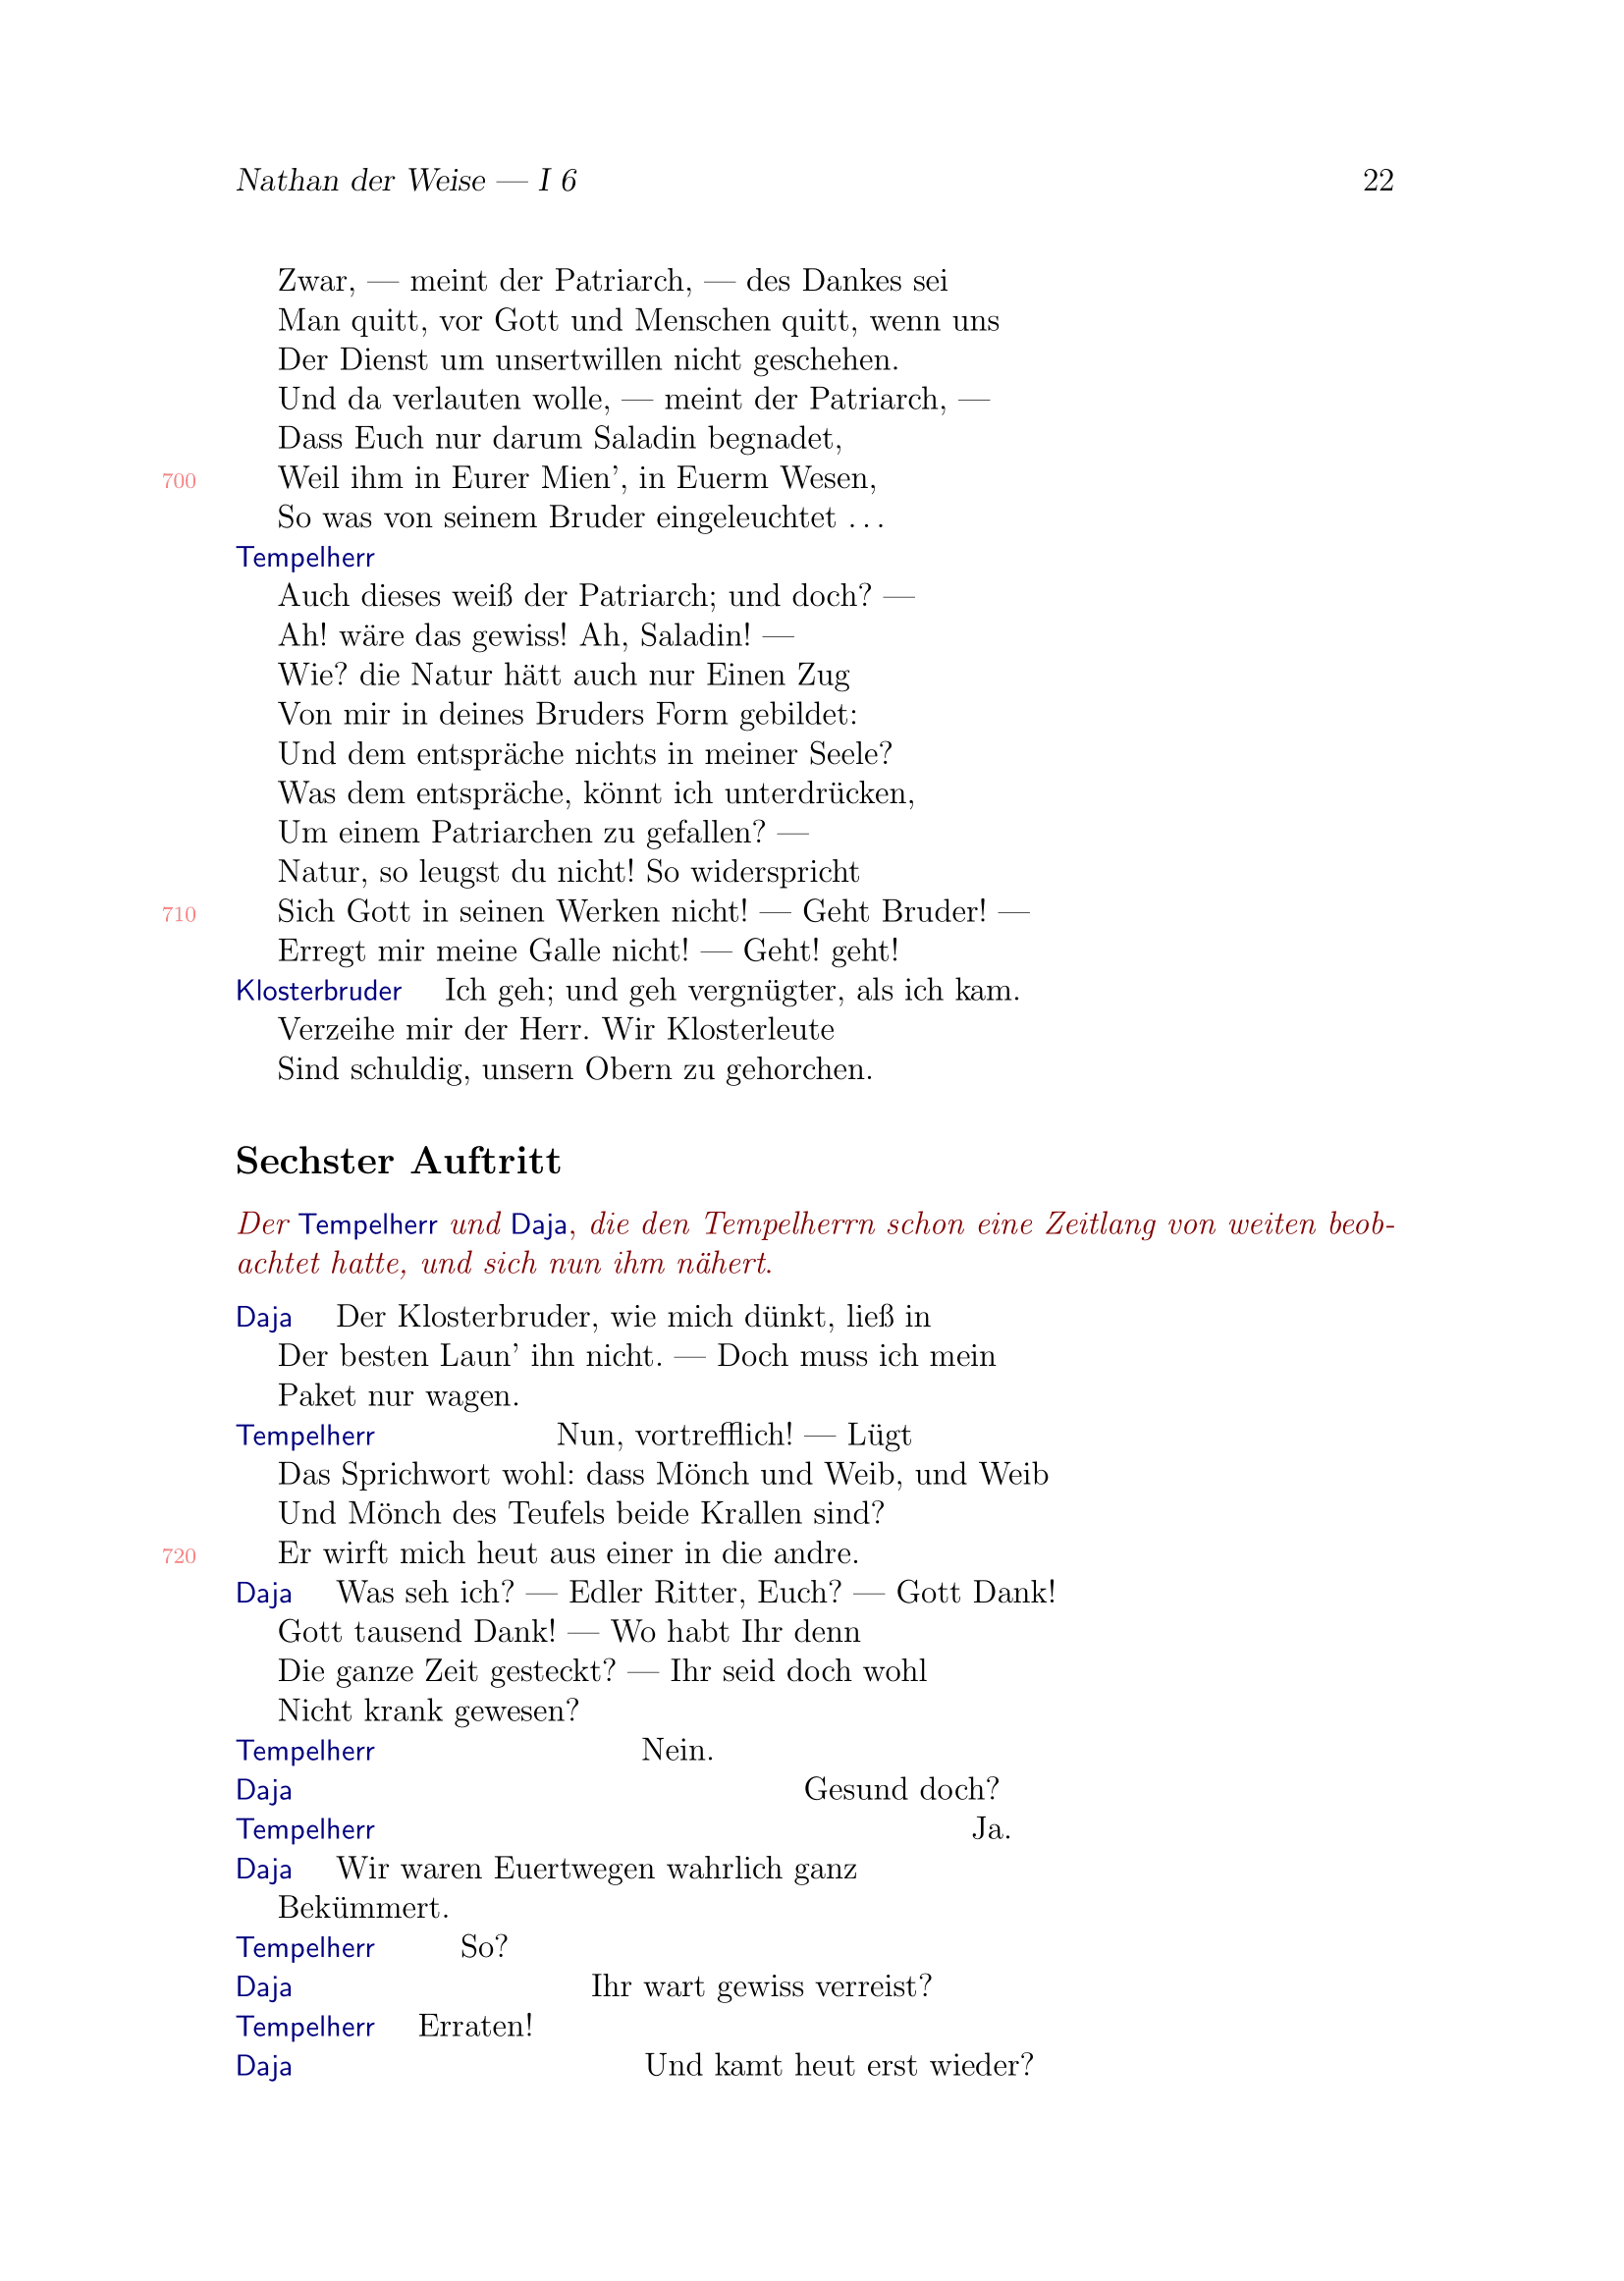 Nathan der Weise — I 6 22
Zwar, — meint der Patriarch, — des Dankes sei
Man quitt, vor Gott und Menschen quitt, wenn uns
Der Dienst um unsertwillen nicht geschehen.
Und da verlauten wolle, — meint der Patriarch, —
Dass Euch nur darum Saladin begnadet,
700 Weil ihm in Eurer Mien’, in Euerm Wesen,
So was von seinem Bruder eingeleuchtet …
Tempelherr
Auch dieses weiß der Patriarch; und doch? —
Ah! wäre das gewiss! Ah, Saladin! —
Wie? die Natur hätt auch nur Einen Zug
Von mir in deines Bruders Form gebildet:
Und dem entspräche nichts in meiner Seele?
Was dem entspräche, könnt ich unterdrücken,
Um einem Patriarchen zu gefallen? —
Natur, so leugst du nicht! So widerspricht
710 Sich Gott in seinen Werken nicht! — Geht Bruder! —
Erregt mir meine Galle nicht! — Geht! geht!
Klosterbruder Ich geh; und geh vergnügter, als ich kam.
Verzeihe mir der Herr. Wir Klosterleute
Sind schuldig, unsern Obern zu gehorchen.
Sechster Auftritt
Der Tempelherr und Daja, die den Tempelherrn schon eine Zeitlang von weiten beob-
achtet hatte, und sich nun ihm nähert.
Daja Der Klosterbruder, wie mich dünkt, ließ in
Der besten Laun’ ihn nicht. — Doch muss ich mein
Paket nur wagen.
Tempelherr Nun, vortrefflich! — Lügt
Das Sprichwort wohl: dass Mönch und Weib, und Weib
Und Mönch des Teufels beide Krallen sind?
720 Er wirft mich heut aus einer in die andre.
Daja Was seh ich? — Edler Ritter, Euch? — Gott Dank!
Gott tausend Dank! — Wo habt Ihr denn
Die ganze Zeit gesteckt? — Ihr seid doch wohl
Nicht krank gewesen?
Tempelherr Nein.
Daja Gesund doch?
Tempelherr Ja.
Daja Wir waren Euertwegen wahrlich ganz
Bekümmert.
Tempelherr So?
Daja Ihr wart gewiss verreist?
Tempelherr Erraten!
Daja Und kamt heut erst wieder?